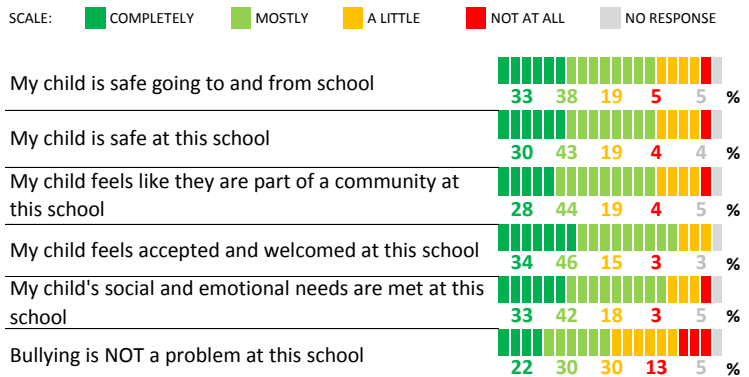 SCALE: COMPLETELY MOSTLY A LITTLE NOT AT ALL NO RESPONSE
My child is safe going to and from school
33 38 19 5 5 %
My child is safe at this school
30 43 19 4 4 %
My child feels like they are part of a community at
this school
28 44 19 4 5 %
My child feels accepted and welcomed at this school
34 46 15 3 3 %
My child's social and emotional needs are met at this
school
33 42 18 3 5 %
Bullying is NOT a problem at this school
22 30 30 13 5 %